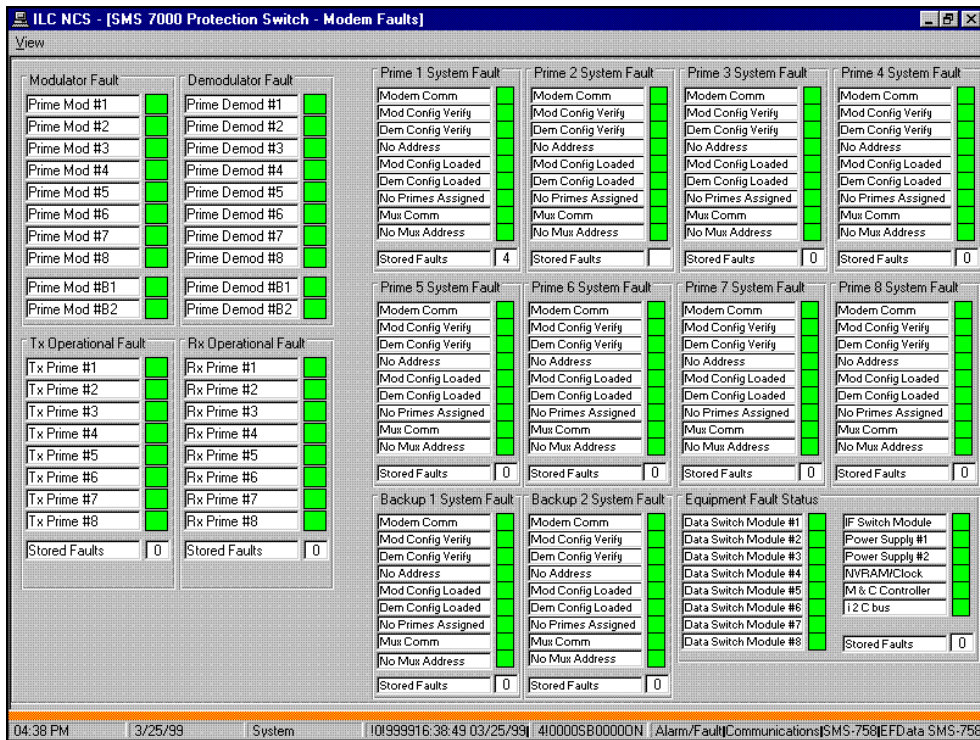 ILC NCS - [SMS 7000 Protection Switch - Modem Faults]
View
Modulator Fault
Prime Mod #1
Prime Mod #2
Prime Mod #3
Prime Mod #4
Prime Mod #5
Prime Mod #6
Prime Mod #7
Prime Mod #8
Prime Mod #B1
Prime Mod #B2
Demodulator Fault
Prime Demod #1
Prime Demod #2
Prime Demod #3
Prime Demod #4
Prime Demod #5
Prime Demod #6
Prime Demod #7
Prime Demod #8
Prime Demod #B1
Prime Demod #B2
Tx Operational Fault
Tx Prime #1
Tx Prime #2
Tx Prime #3
Tx Prime #4
Tx Prime #5
Tx Prime #6
Tx Prime #7
Tx Prime #8
Stored Faults 0
Rx Operational Fault
Rx Prime #1
Rx Prime #2
Rx Prime #3
Rx Prime #4
Rx Prime #5
Rx Prime #6
Rx Prime #7
Rx Prime #8
Stored Faults 0
Prime 1 System Fault
Modem Comm
Mod Config Verify
Dem Config Verify
No Address
Mod Config Loaded
Dem Config Loaded
No Primes Assigned
Mux Comm
No Mux Address
Stored Faults 4
Prime 2 System Fault
Modem Comm
Mod Config Verify
Dem Config Verify
No Address
Mod Config Loaded
Dem Config Loaded
No Primes Assigned
Mux Comm
No Mux Address
Stored Faults
Prime 3 System Fault
Modem Comm
Mod Config Verify
Dem Config Verify
No Address
Mod Config Loaded
Dem Config Loaded
No Primes Assigned
Mux Comm
No Mux Address
Stored Faults 0
Prime 4 System Fault
Modem Comm
Mod Config Verify
Dem Config Verify
No Address
Mod Config Loaded
Dem Config Loaded
No Primes Assigned
Mux Comm
No Mux Address
Stored Faults 0
Prime 5 System Fault
Modem Comm
Mod Config Verify
Dem Config Verify
No Address
Mod Config Loaded
Dem Config Loaded
No Primes Assigned
Mux Comm
No Mux Address
Stored Faults 0
Prime 6 System Fault
Modem Comm
Mod Config Verify
Dem Config Verify
No Address
Mod Config Loaded
Dem Config Loaded
No Primes Assigned
Mux Comm
No Mux Address
Stored Faults 0
Prime 7 System Fault
Modem Comm
Mod Config Verify
Dem Config Verify
No Address
Mod Config Loaded
Dem Config Loaded
No Primes Assigned
Mux Comm
No Mux Address
Stored Faults 0
Prime 8 System Fault
Modem Comm
Mod Config Verify
Dem Config Verify
No Address
Mod Config Loaded
Dem Config Loaded
No Primes Assigned
Mux Comm
No Mux Address
Stored Faults 0
Backup 1 System Fault
Modem Comm
Mod Config Verify
Dem Config Verify
No Address
Mod Config Loaded
Dem Config Loaded
No Primes Assigned
Mux Comm
No Mux Address
Stored Faults 0
Backup 2 System Fault
Modem Comm
Mod Config Verify
Dem Config Verify
No Address
Mod Config Loaded
Dem Config Loaded
No Primes Assigned
Mux Comm
No Mux Address
Stored Faults 0
Equipment Fault Status
Data Switch Module #1
Data Switch Module #2
Data Switch Module #3
Data Switch Module #4
Data Switch Module #5
Data Switch Module #6
Data Switch Module #7
Data Switch Module #8
IF Switch Module
Power Supply #1
Power Supply #2
NVRAM/Clock
M & C Controller
i 2 C bus
Stored Faults 0
04:38 PM 3/25/99 System !0!999916:38:49 03/25/99 4!0000SB00000N Alarm/Fault|Communications|SMS-758|EFData SMS-758